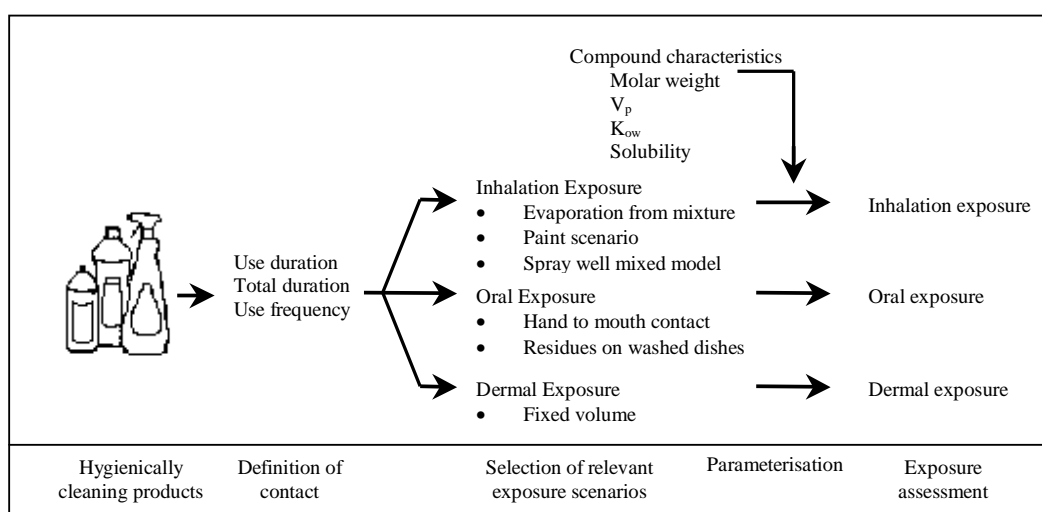 Compound characteristics
Molar weight
Vp
Kow
Solubility
Use duration
Total duration
Use frequency
Inhalation Exposure
• Evaporation from mixture
• Paint scenario
• Spray well mixed model
Oral Exposure
• Hand to mouth contact
• Residues on washed dishes
Dermal Exposure
• Fixed volume
Inhalation exposure
Oral exposure
Dermal exposure
Hygienically
cleaning products
Definition of
contact
Selection of relevant
exposure scenarios
Parameterisation
Exposure
assessment